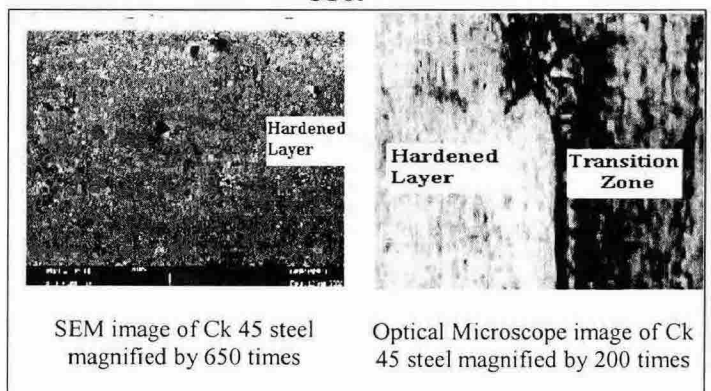 Hardened
Layer
Hardened
Layer
Transition
Zone
SEM image of Ck 45 steel
magnified by 650 times
Optical Microscope image of Ck
45 steel magnified by 200 times